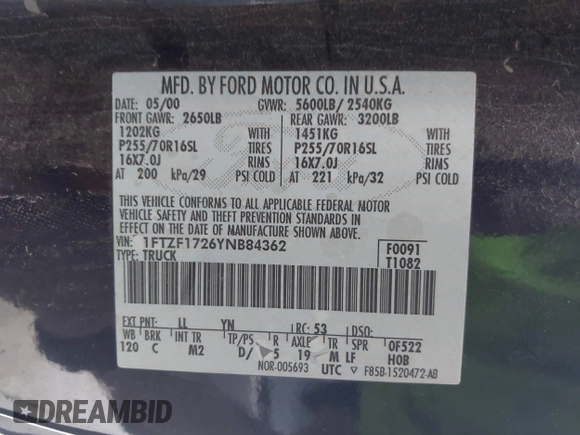 MFD. BY FORD MOTOR CO. IN U.S.A.
DATE: 05/00 GVWR: 5600LB/ 2540KG
FRONT GAWR: 2650LB REAR GAWR: 3200LB
1202KG WITH 1451KG WITH
P255/70R16SL TIRES P255/70R16SL TIRES
16X7.0J RIMS 16X7.0J RIMS
AT 200 kPa/29 PSI COLD AT 221 kPa/32 PSI COLD
THIS VEHICLE CONFORMS TO ALL APPLICABLE FEDERAL MOTOR
VEHICLE SAFETY AND THEFT PREVENTION STANDARDS IN
EFFECT ON THE DATE OF MANUFACTURE SHOWN ABOVE.
VIN: 1FTZF1726YNB84362 F0091
TYPE: TRUCK T1082
EXT PNT: LL YN RC: 53 DSO:
WB BRK INT TR TP/PS R AXLE TR SPR 0F522
120 C M2 D/ 5 19 M LF HOB
NOR-005693 UTC ▽ F85B-1520472-AB
DREAMBID